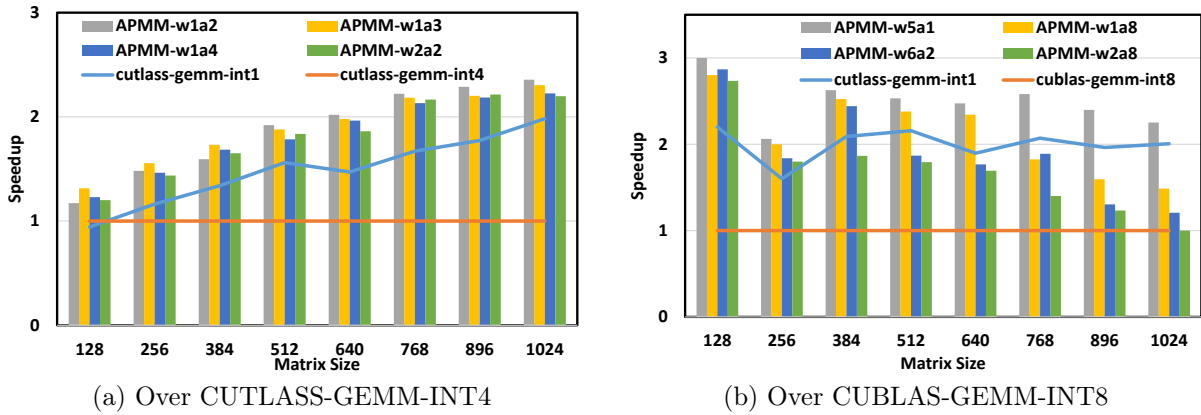 3
2
1
0
Speedup
APMM-w1a2
APMM-w1a3
APMM-w1a4
APMM-w2a2
cutlass-gemm-int1
cutlass-gemm-int4
128 256 384 512 640 768 896 1024
Matrix Size
(a) Over CUTLASS-GEMM-INT4
3
2
1
0
Speedup
APMM-w5a1
APMM-w1a8
APMM-w6a2
APMM-w2a8
cutlass-gemm-int1
cublas-gemm-int8
128 256 384 512 640 768 896 1024
Matrix Size
(b) Over CUBLAS-GEMM-INT8